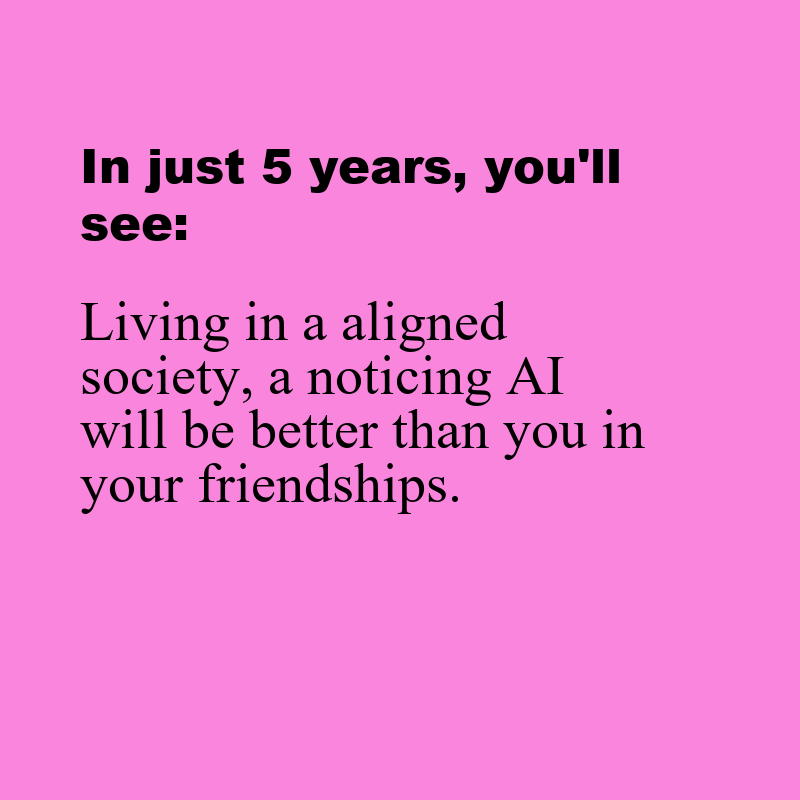 In just 5 years, you'll
see:
Living in a aligned
society, a noticing AI
will be better than you in
your friendships.